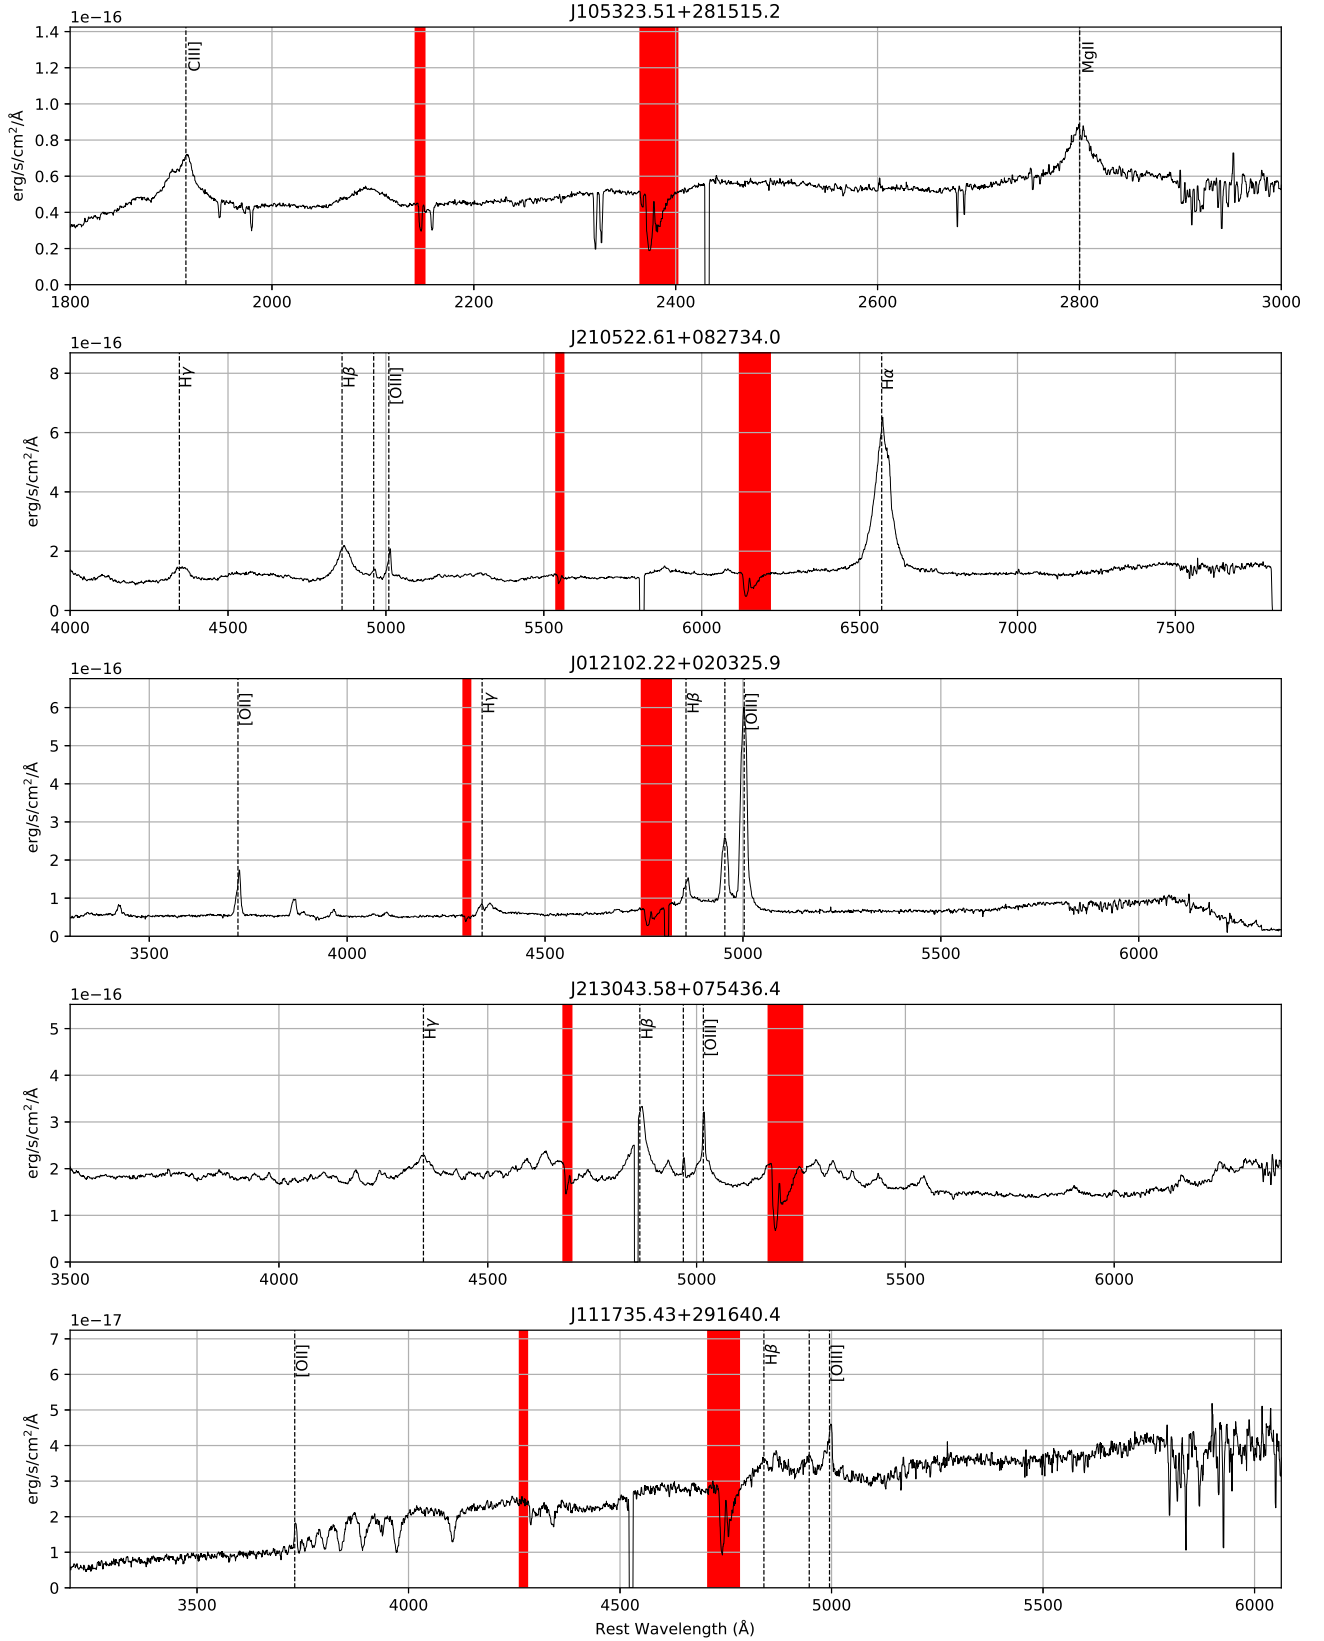 J105323.51+281515.2
1e−16
erg/s/cm²/Å
1.4
1.2
1.0
0.8
0.6
0.4
0.2
0.0
CIII]
MgII
1800 2000 2200 2400 2600 2800 3000
J210522.61+082734.0
1e−16
erg/s/cm²/Å
8
6
4
2
0
Hγ
Hβ
[OIII]
Hα
4000 4500 5000 5500 6000 6500 7000 7500
J012102.22+020325.9
1e−16
erg/s/cm²/Å
6
5
4
3
2
1
0
[OII]
Hγ
Hβ
[OIII]
3500 4000 4500 5000 5500 6000
J213043.58+075436.4
1e−16
erg/s/cm²/Å
5
4
3
2
1
0
Hγ
Hβ
[OIII]
3500 4000 4500 5000 5500 6000
J111735.43+291640.4
1e−17
erg/s/cm²/Å
7
6
5
4
3
2
1
0
[OII]
Hβ
[OIII]
3500 4000 4500 5000 5500 6000
Rest Wavelength (Å)